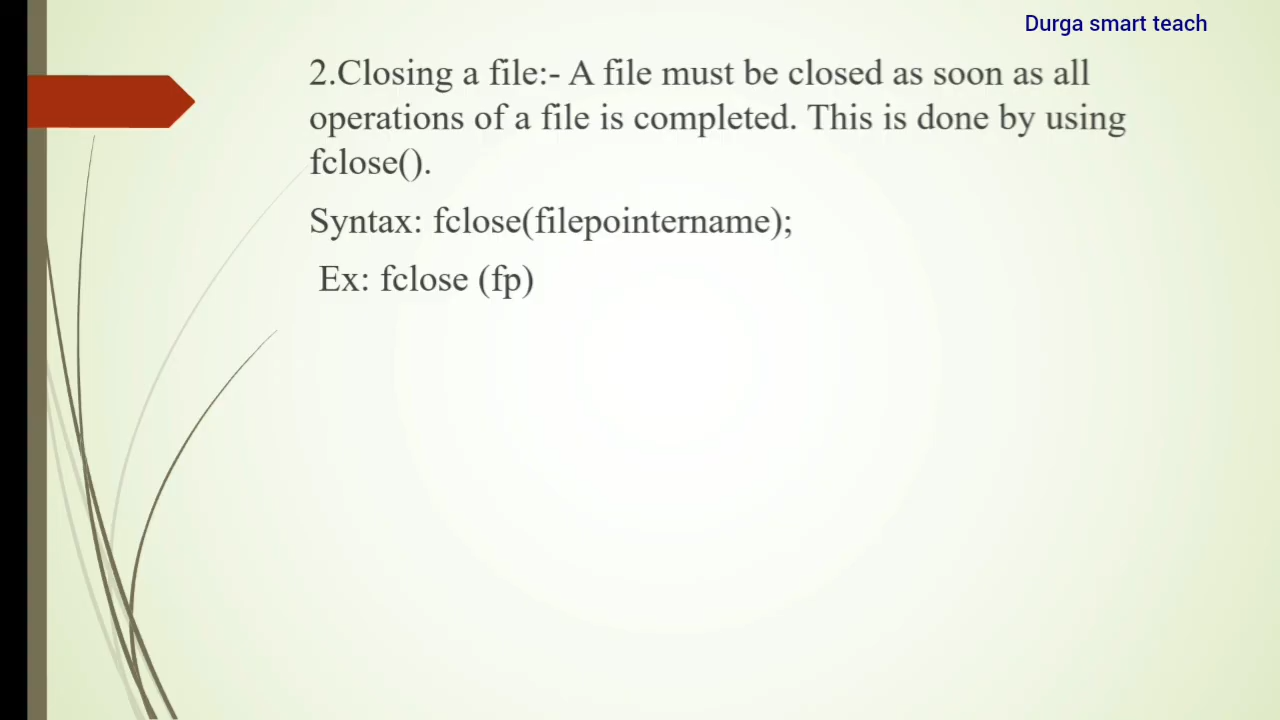 Durga smart teach
2.Closing a file:- A file must be closed as soon as all
operations of a file is completed. This is done by using
fclose().
Syntax: fclose(filepointername);
Ex: fclose (fp)